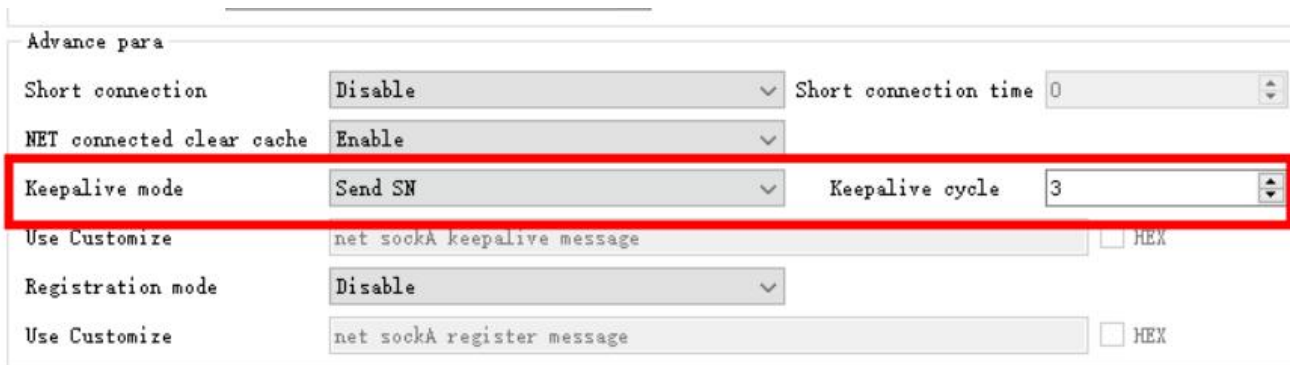 Advance para
Short connection Disable Short connection time 0
NET connected clear cache Enable
Keepalive mode Send SN Keepalive cycle 3
Use Customize net sockA keepalive message HEX
Registration mode Disable
Use Customize net sockA register message HEX